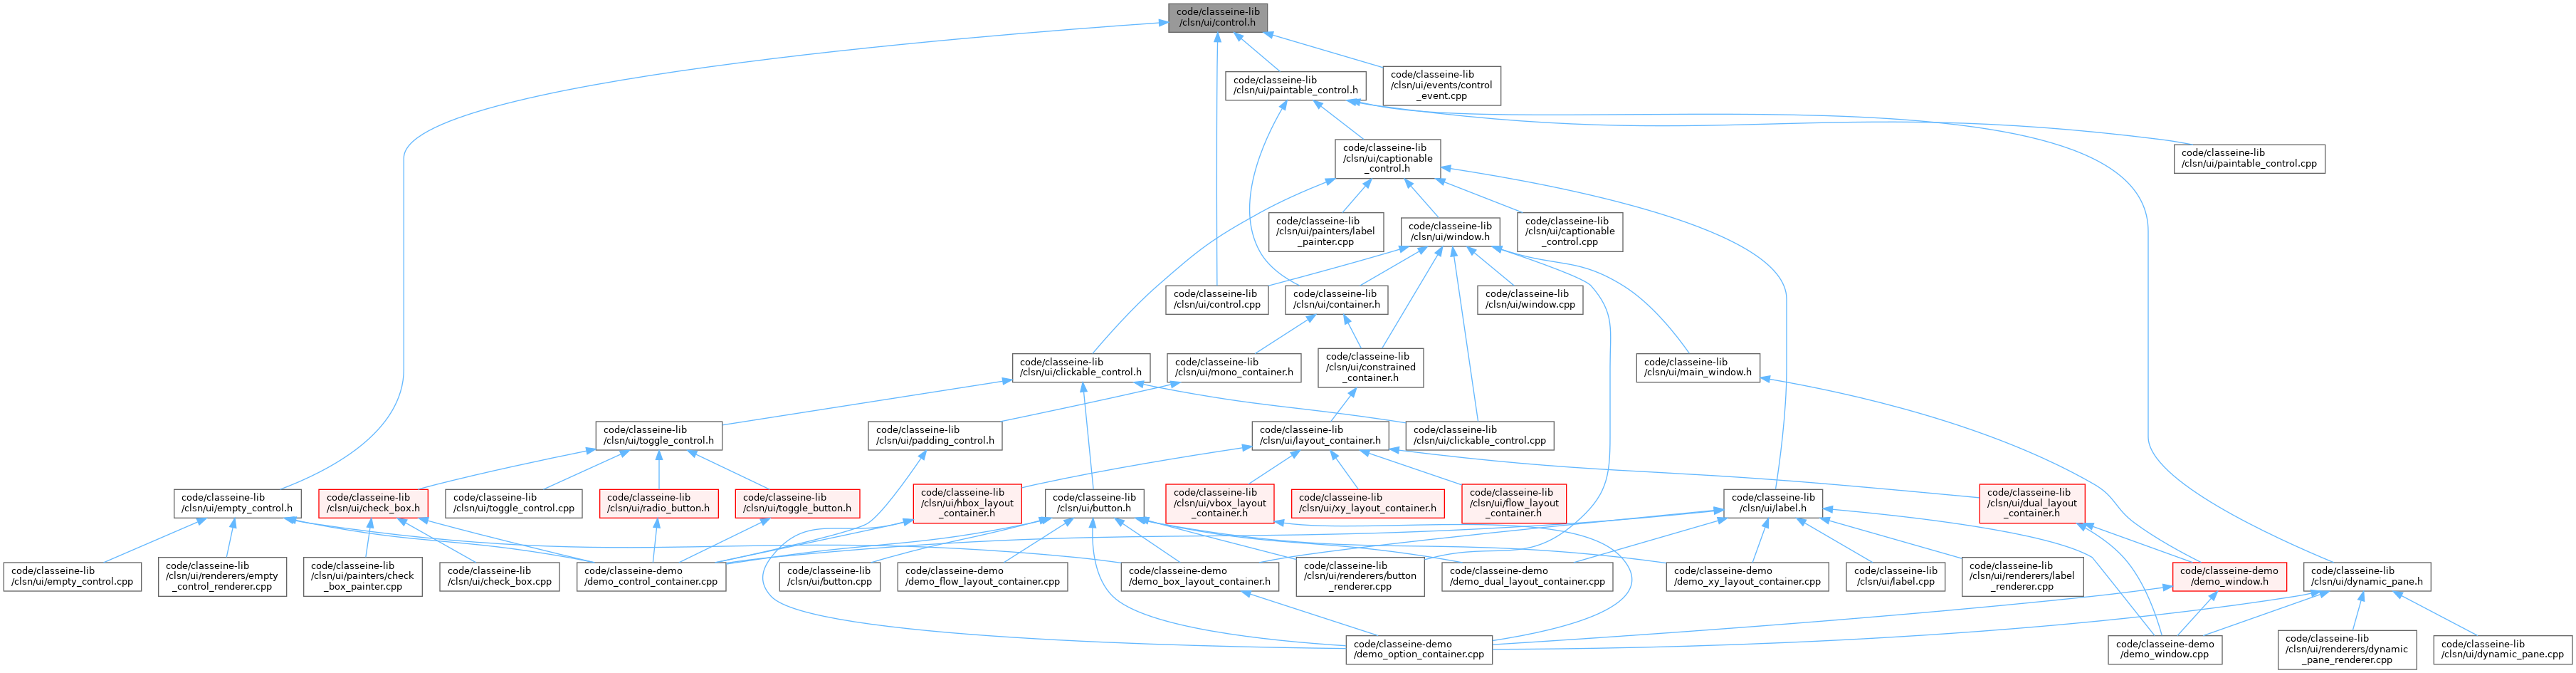 code/classeine-lib
/clsn/ui/control.h
code/classeine-lib
/clsn/ui/paintable_control.h
code/classeine-lib
/clsn/ui/events/control
_event.cpp
code/classeine-lib
/clsn/ui/captionable
_control.h
code/classeine-lib
/clsn/ui/paintable_control.cpp
code/classeine-lib
/clsn/ui/painters/label
_painter.cpp
code/classeine-lib
/clsn/ui/window.h
code/classeine-lib
/clsn/ui/captionable
_control.cpp
code/classeine-lib
/clsn/ui/control.cpp
code/classeine-lib
/clsn/ui/container.h
code/classeine-lib
/clsn/ui/window.cpp
code/classeine-lib
/clsn/ui/clickable_control.h
code/classeine-lib
/clsn/ui/mono_container.h
code/classeine-lib
/clsn/ui/constrained
_container.h
code/classeine-lib
/clsn/ui/main_window.h
code/classeine-lib
/clsn/ui/toggle_control.h
code/classeine-lib
/clsn/ui/padding_control.h
code/classeine-lib
/clsn/ui/layout_container.h
code/classeine-lib
/clsn/ui/clickable_control.cpp
code/classeine-lib
/clsn/ui/empty_control.h
code/classeine-lib
/clsn/ui/check_box.h
code/classeine-lib
/clsn/ui/toggle_control.cpp
code/classeine-lib
/clsn/ui/radio_button.h
code/classeine-lib
/clsn/ui/toggle_button.h
code/classeine-lib
/clsn/ui/hbox_layout
_container.h
code/classeine-lib
/clsn/ui/button.h
code/classeine-lib
/clsn/ui/vbox_layout
_container.h
code/classeine-lib
/clsn/ui/xy_layout_container.h
code/classeine-lib
/clsn/ui/flow_layout
_container.h
code/classeine-lib
/clsn/ui/label.h
code/classeine-lib
/clsn/ui/dual_layout
_container.h
code/classeine-lib
/clsn/ui/empty_control.cpp
code/classeine-lib
/clsn/ui/renderers/empty
_control_renderer.cpp
code/classeine-lib
/clsn/ui/painters/check
_box_painter.cpp
code/classeine-lib
/clsn/ui/check_box.cpp
code/classeine-demo
/demo_control_container.cpp
code/classeine-lib
/clsn/ui/button.cpp
code/classeine-demo
/demo_flow_layout_container.cpp
code/classeine-demo
/demo_box_layout_container.h
code/classeine-lib
/clsn/ui/renderers/button
_renderer.cpp
code/classeine-demo
/demo_dual_layout_container.cpp
code/classeine-demo
/demo_xy_layout_container.cpp
code/classeine-lib
/clsn/ui/label.cpp
code/classeine-lib
/clsn/ui/renderers/label
_renderer.cpp
code/classeine-demo
/demo_window.h
code/classeine-lib
/clsn/ui/dynamic_pane.h
code/classeine-demo
/demo_option_container.cpp
code/classeine-demo
/demo_window.cpp
code/classeine-lib
/clsn/ui/renderers/dynamic
_pane_renderer.cpp
code/classeine-lib
/clsn/ui/dynamic_pane.cpp